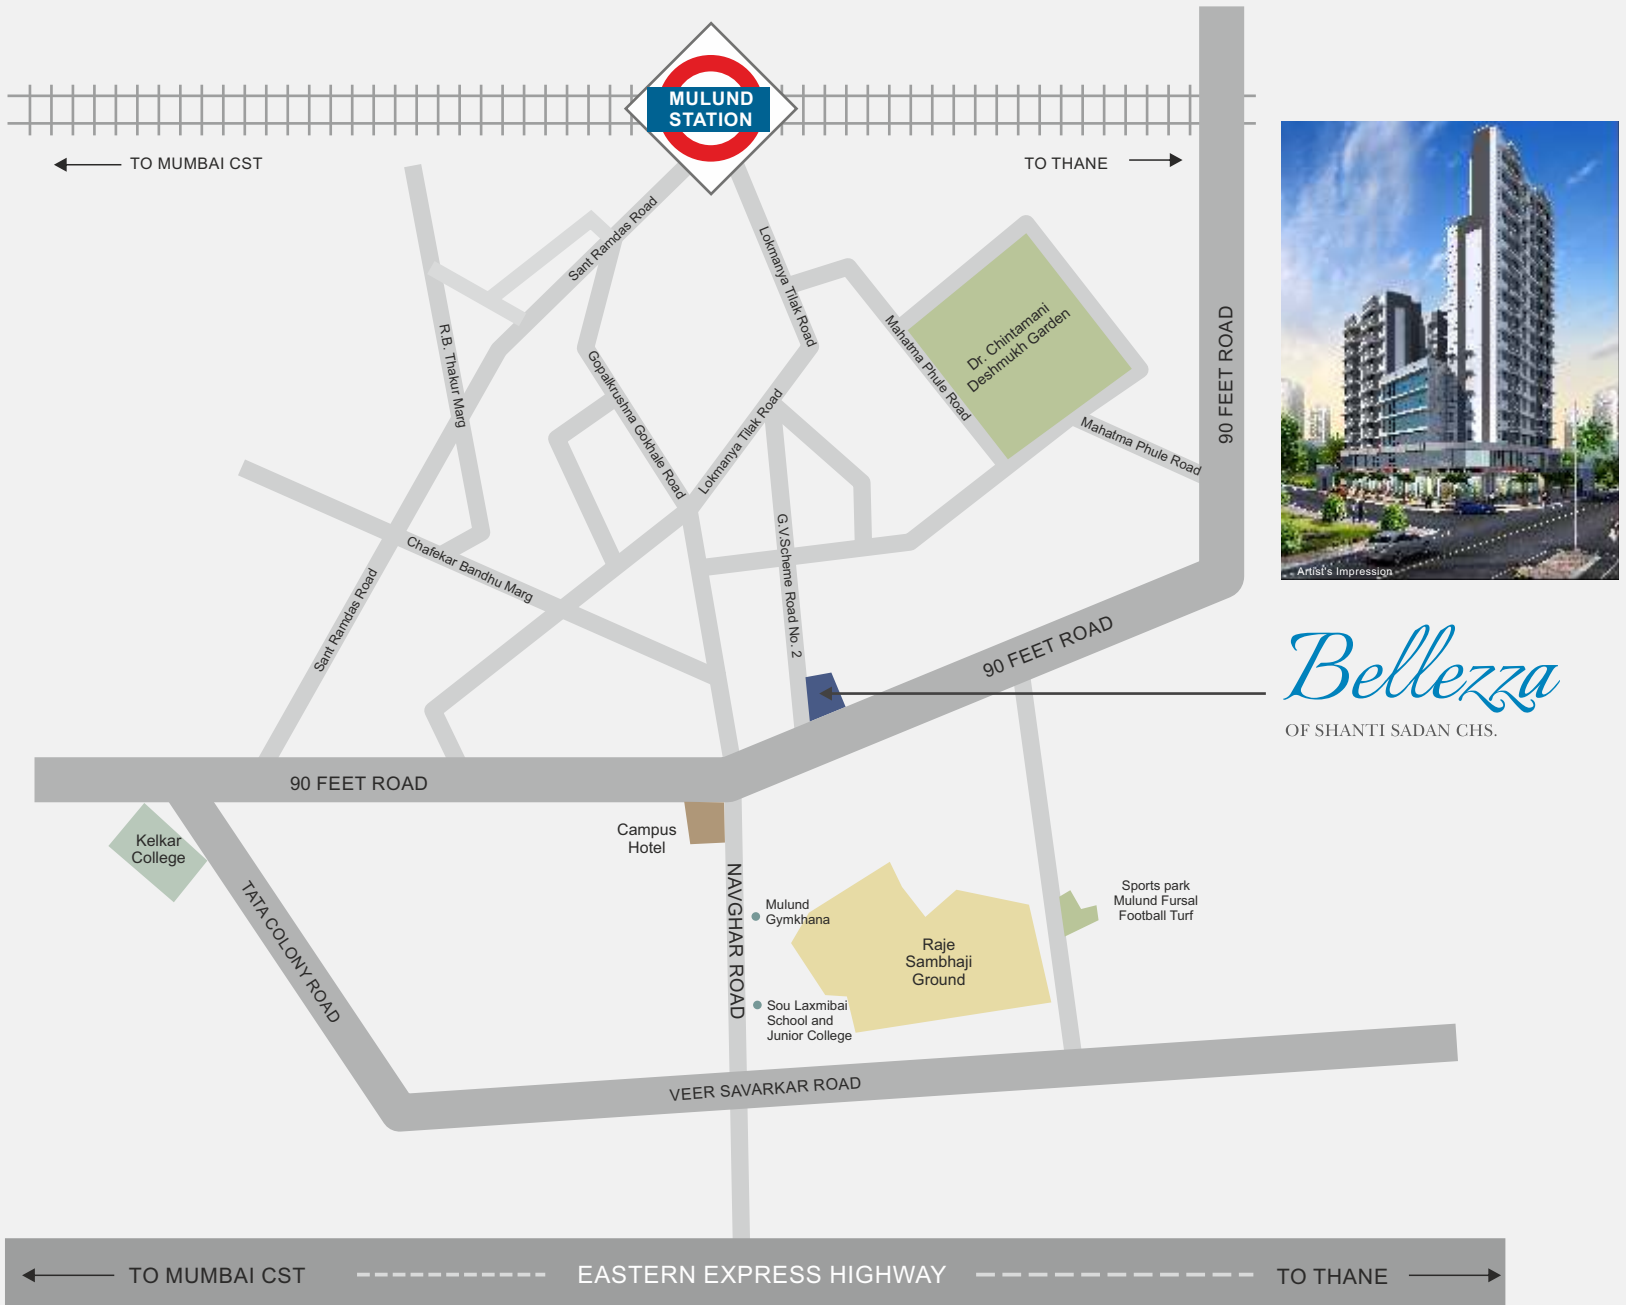 MULUND
STATION
TO MUMBAI CST
TO THANE
Sant Ramdas Road
Lokmanya Tilak Road
R.B. Thakur Marg
Gopalkrushna Gokhale Road
Lokmanya Tilak Road
Mahatma Phule Road
Dr. Chintamani
Deshmukh Garden
Mahatma Phule Road
90 FEET ROAD
Chafekar Bandhu Marg
Sant Ramdas Road
G.V.Scheme Road No. 2
90 FEET ROAD
Artist's Impression
Bellezza
OF SHANTI SADAN CHS.
90 FEET ROAD
Kelkar
College
Campus
Hotel
TATA COLONY ROAD
NAVGHAR ROAD
Mulund
Gymkhana
Raje
Sambhaji
Ground
Sports park
Mulund Fursal
Football Turf
Sou Laxmibai
School and
Junior College
VEER SAVARKAR ROAD
TO MUMBAI CST
EASTERN EXPRESS HIGHWAY
TO THANE